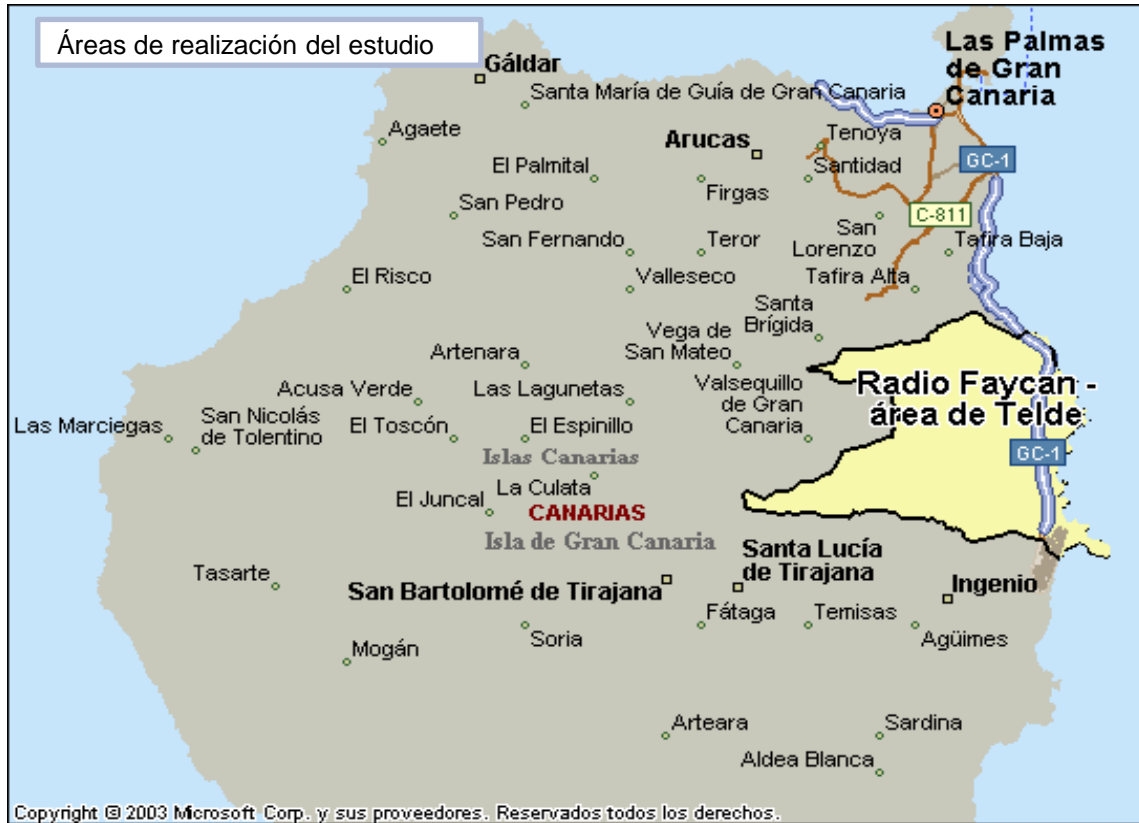 Áreas de realización del estudio
Las Palmas
de Gran
Canaria
Gáldar
Santa María de Guía de Gran Canaria
Agaete
Arucas
Tenoya
GC-1
El Palmital
Santidad
Firgas
San Pedro
C-811
San
Lorenzo
San Fernando
Teror
Tafira Baja
El Risco
Valleseco
Tafira Alta
Santa
Brígida
Vega de
San Mateo
Artenara
Acusa Verde
Las Lagunetas
Valsequillo
de Gran
Canaria
Radio Faycan -
área de Telde
Las Marciegas
San Nicolás
de Tolentino
El Toscón
El Espinillo
GC-1
Islas Canarias
El Juncal
La Culata
CANARIAS
Isla de Gran Canaria
Santa Lucía
de Tirajana
Tasarte
San Bartolomé de Tirajana
Ingenio
Fátaga
Temisas
Soria
Agüimes
Mogán
Arteara
Sardina
Aldea Blanca
Copyright © 2003 Microsoft Corp. y sus proveedores. Reservados todos los derechos.